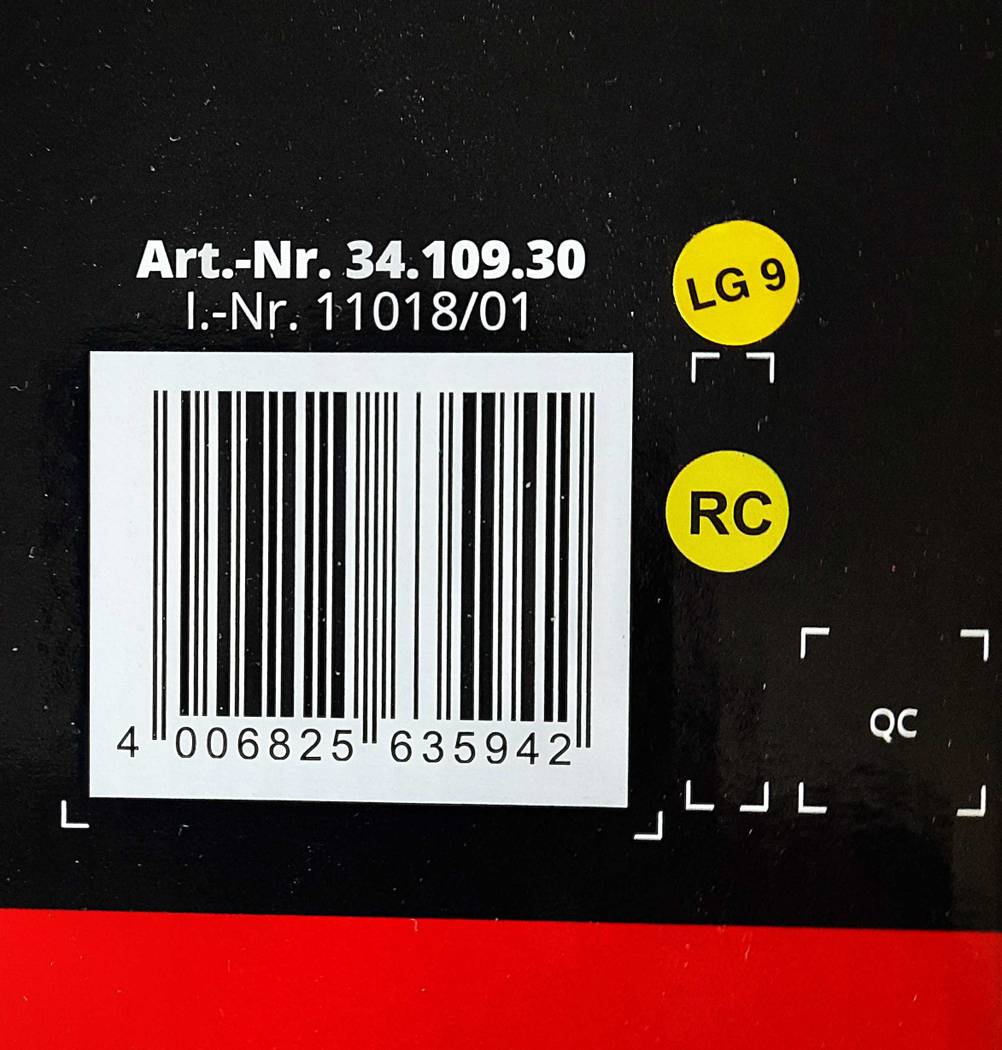 Art.-Nr. 34.109.30
I.-Nr. 11018/01
LG 9
RC
QC
4 006825 635942